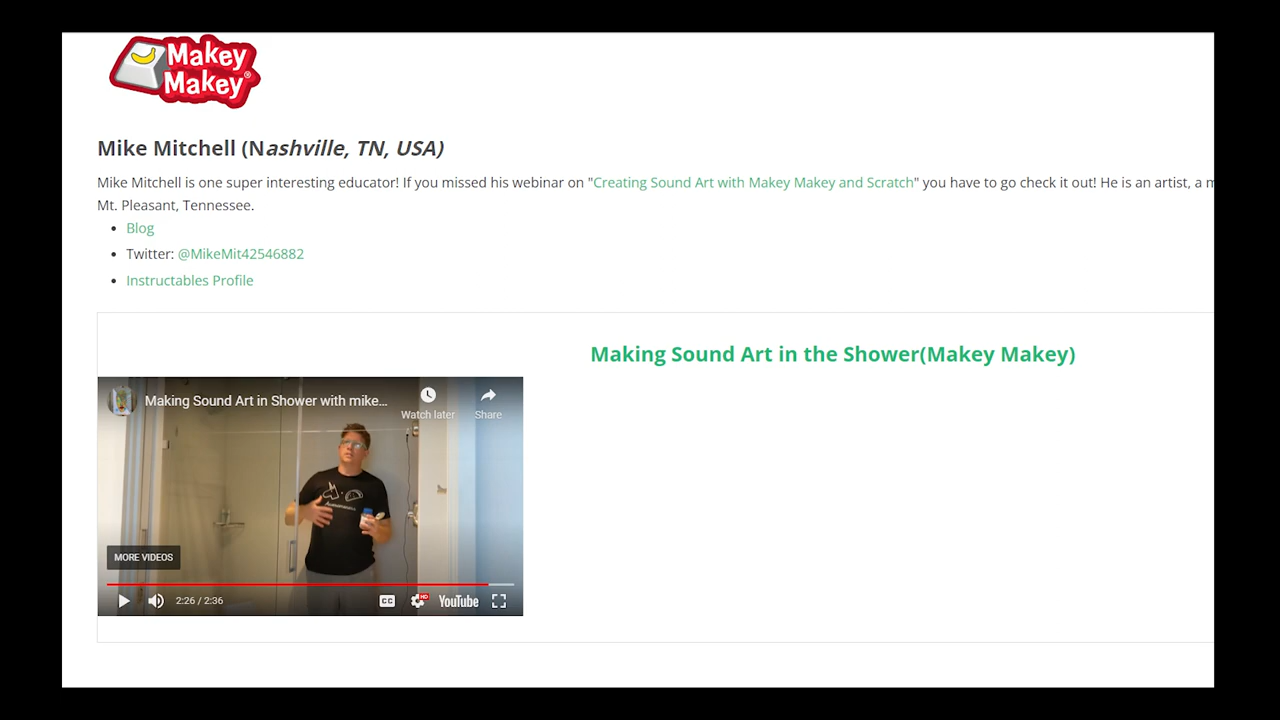 Makey
Makey®
Mike Mitchell (Nashville, TN, USA)
Mike Mitchell is one super interesting educator! If you missed his webinar on "Creating Sound Art with Makey Makey and Scratch" you have to go check it out! He is an artist, a
Mt. Pleasant, Tennessee.
Blog
Twitter: @MikeMit42546882
Instructables Profile
Making Sound Art in the Shower(Makey Makey)
Making Sound Art in Shower with mike...
Watch later
Share
MORE VIDEOS
2:26 / 2:36
CC
HD
YouTube